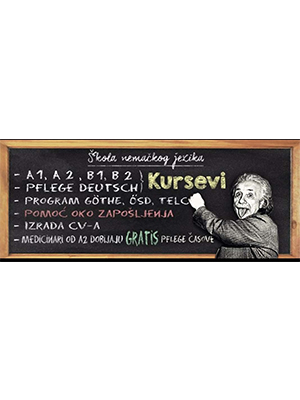 Škola nemačkog jezika
- A1, A2, B1, B2
- PFLEGE DEUTSCH
Kursevi
- PROGRAM GÖTHE, ÖSD, TELC
- POMOĆ OKO ZAPOŠLJENJA
- IZRADA CV-A
- MEDICINARI OD A2 DOBIJAJU GRATIS PFLEGE ČASOVE